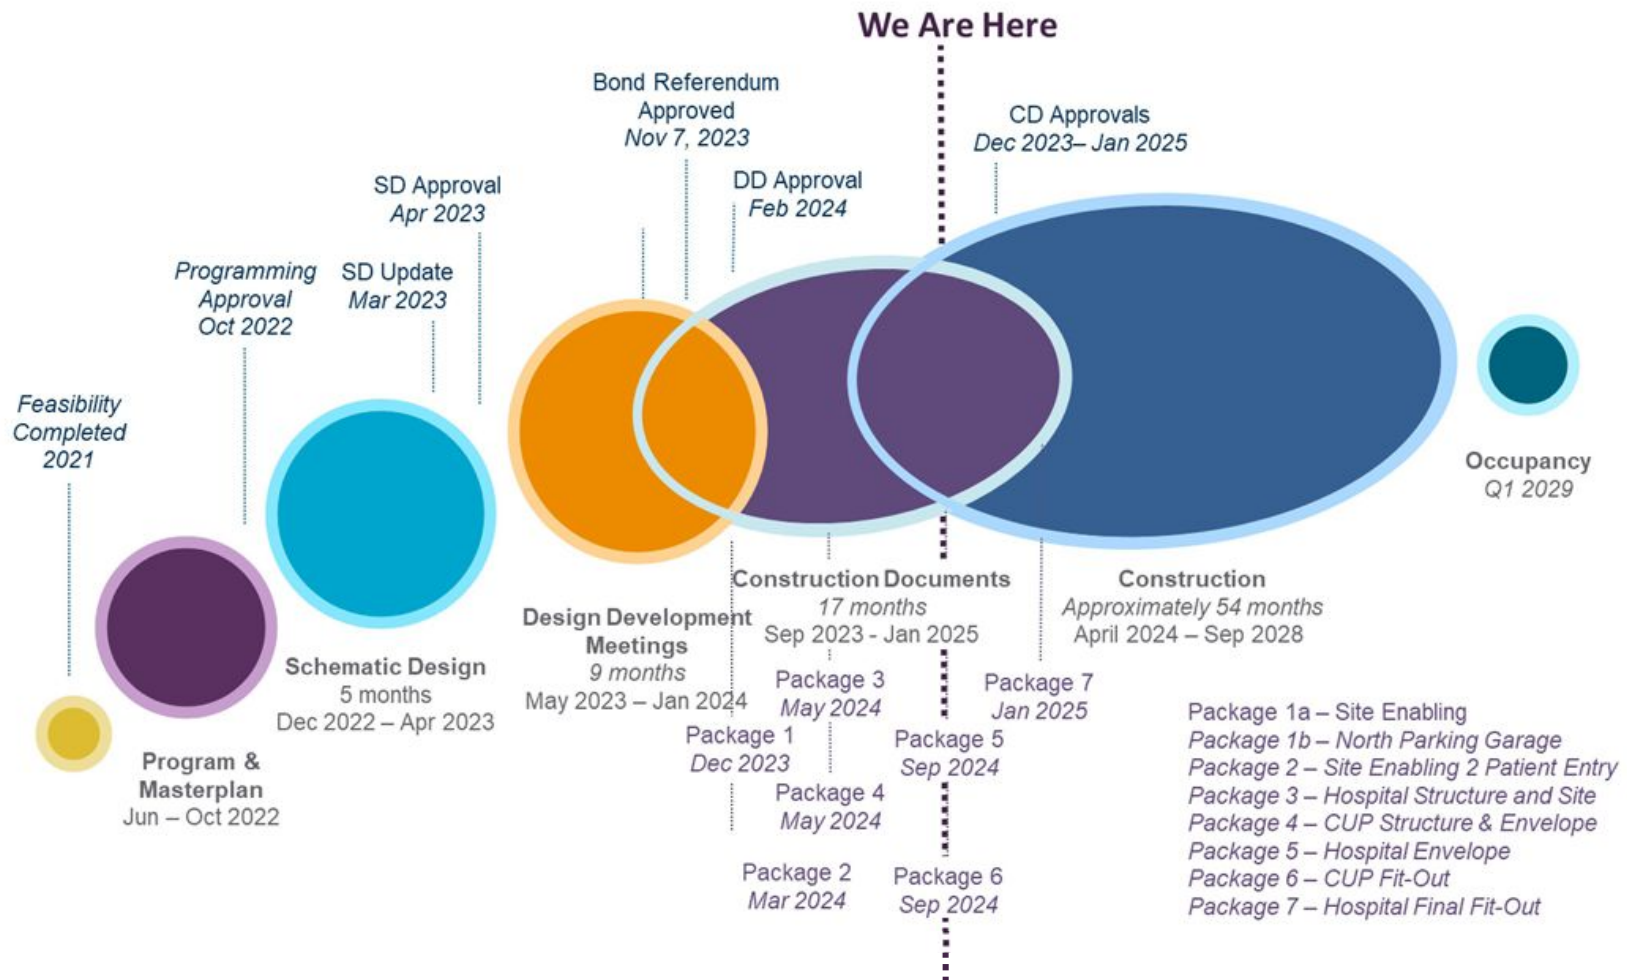 We Are Here
Bond Referendum
Approved
Nov 7, 2023
CD Approvals
Dec 2023– Jan 2025
SD Approval
Apr 2023
DD Approval
Feb 2024
Programming
Approval
Oct 2022
SD Update
Mar 2023
Feasibility
Completed
2021
Occupancy
Q1 2029
Construction Documents
17 months
Sep 2023 - Jan 2025
Construction
Approximately 54 months
April 2024 – Sep 2028
Design Development
Meetings
9 months
May 2023 – Jan 2024
Schematic Design
5 months
Dec 2022 – Apr 2023
Program &
Masterplan
Jun – Oct 2022
Package 3
May 2024
Package 7
Jan 2025
Package 1
Dec 2023
Package 5
Sep 2024
Package 4
May 2024
Package 2
Mar 2024
Package 6
Sep 2024
Package 1a – Site Enabling
Package 1b – North Parking Garage
Package 2 – Site Enabling 2 Patient Entry
Package 3 – Hospital Structure and Site
Package 4 – CUP Structure & Envelope
Package 5 – Hospital Envelope
Package 6 – CUP Fit-Out
Package 7 – Hospital Final Fit-Out